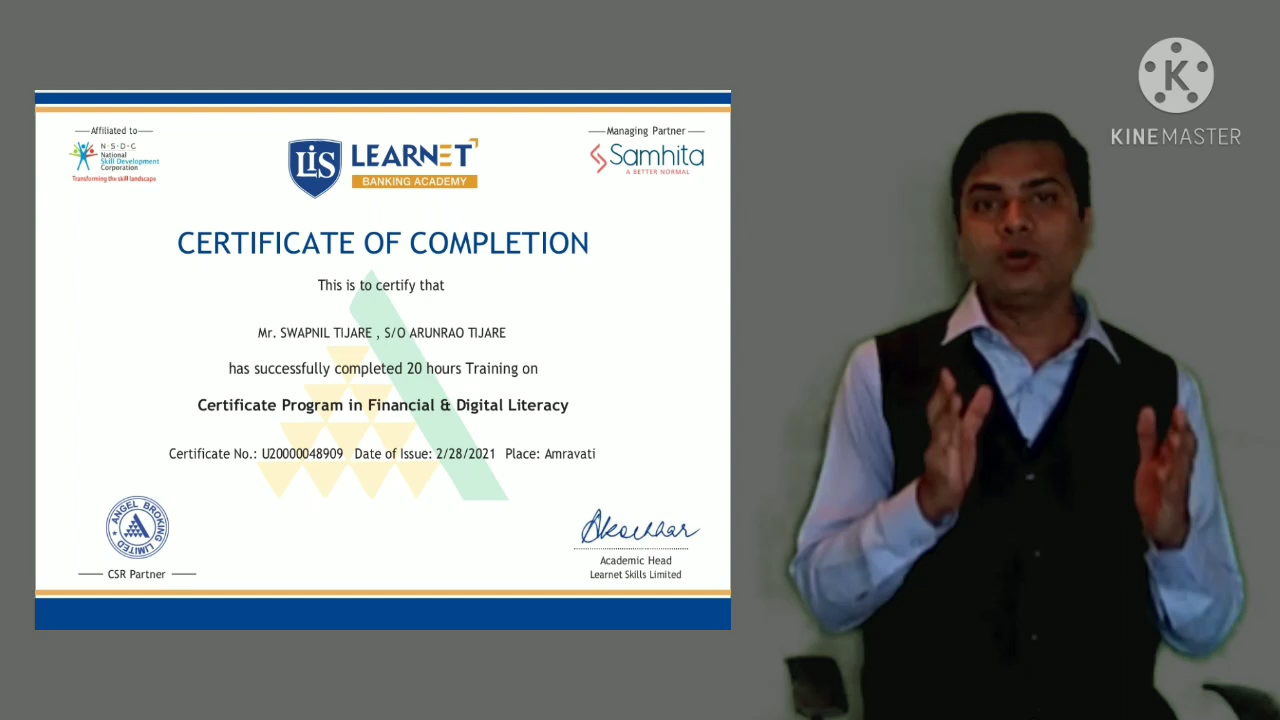 Affiliated to
N·S·D·C
National
Skill Development
Corporation
Transforming the skill landscape
LIS
LEARNET
BANKING ACADEMY
Managing Partner
Samhita
A BETTER NORMAL
K
KINEMASTER
CERTIFICATE OF COMPLETION
This is to certify that
Mr. SWAPNIL TIJARE , S/O ARUNRAO TIJARE
has successfully completed 20 hours Training on
Certificate Program in Financial & Digital Literacy
Certificate No.: U20000048909 Date of Issue: 2/28/2021 Place: Amravati
ANGEL BROKING LIMITED
CSR Partner
Academic Head
Learnet Skills Limited